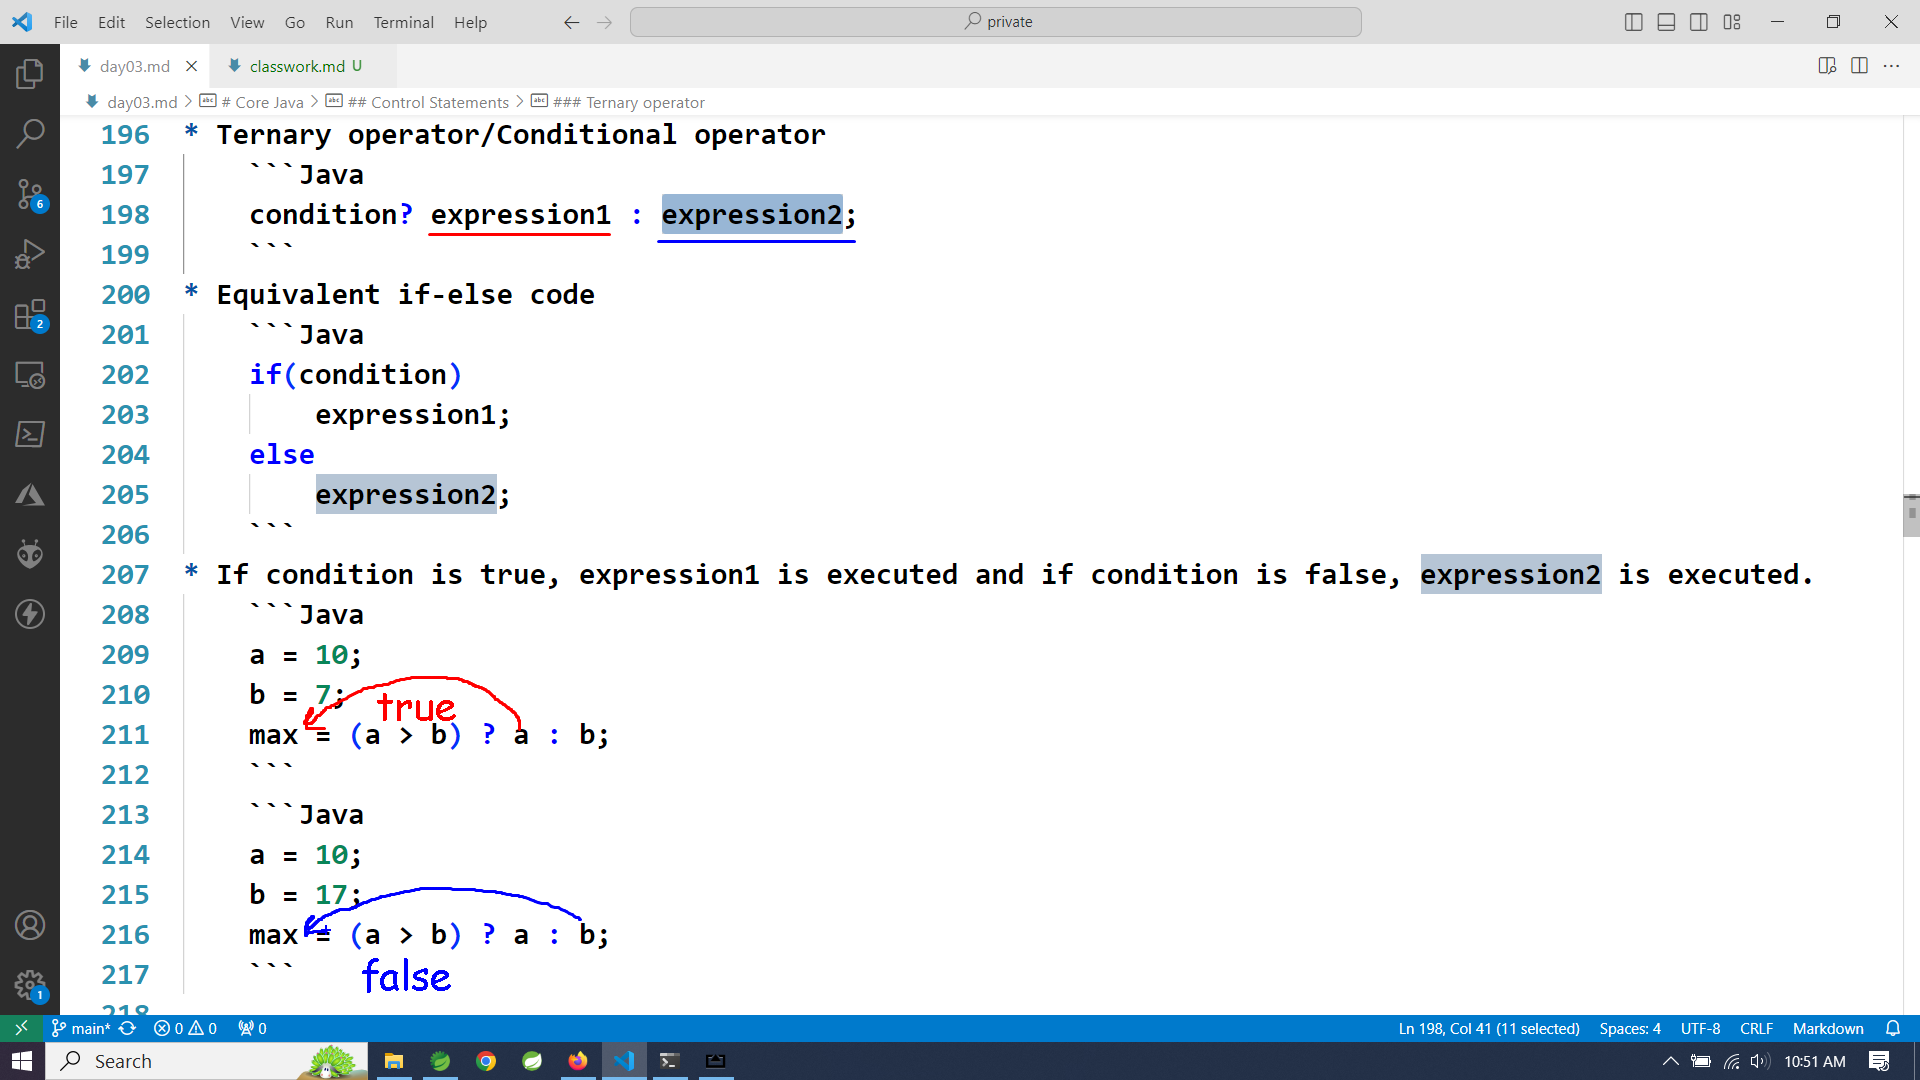 File Edit Selection View Go Run Terminal Help private
day03.md classwork.md U
day03.md > # Core Java > ## Control Statements > ### Ternary operator
196 * Ternary operator/Conditional operator
197 ```Java
198 condition? expression1 : expression2;
199 ```
200 * Equivalent if-else code
201 ```Java
202 if(condition)
203 expression1;
204 else
205 expression2;
206 ```
207 * If condition is true, expression1 is executed and if condition is false, expression2 is executed.
208 ```Java
209 a = 10;
210 b = 7;
true
211 max = (a > b) ? a : b;
212 ```
213 ```Java
214 a = 10;
215 b = 17;
216 max = (a > b) ? a : b;
217 ```
false
218
6
2
1
main* 0 0 0 Ln 198, Col 41 (11 selected) Spaces: 4 UTF-8 CRLF Markdown
Search 10:51 AM